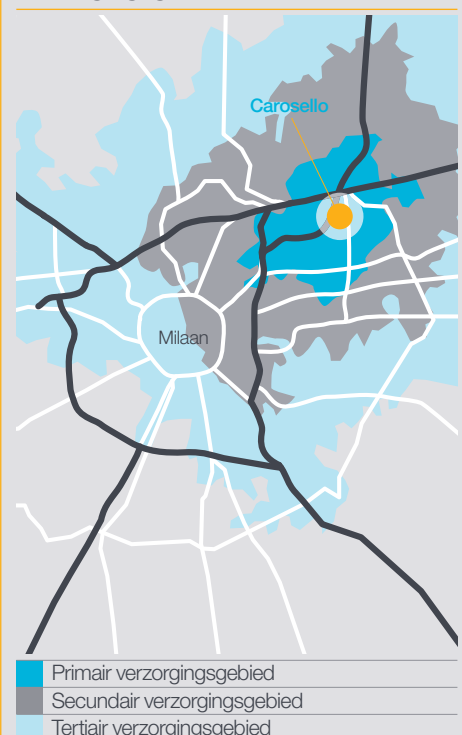 Carosello
Milaan
Primair verzorgingsgebied
Secundair verzorgingsgebied
Tertiair verzorgingsgebied